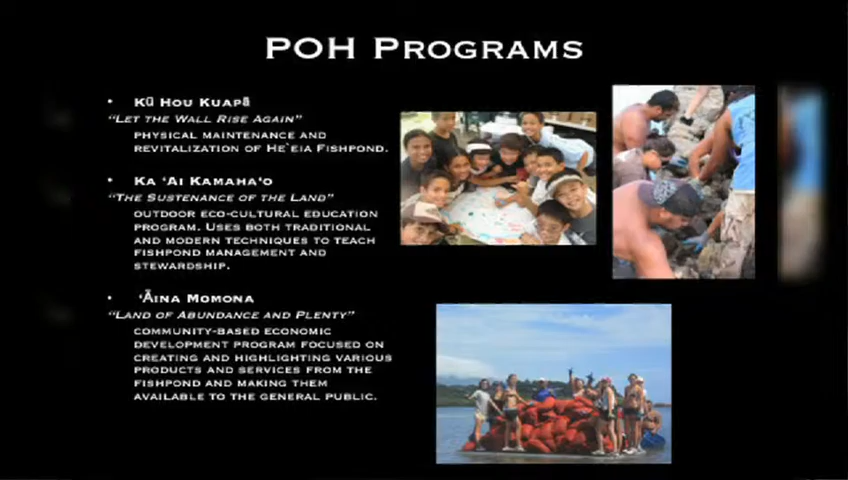 POH PROGRAMS
• KŪ HOU KUAPĀ
"LET THE WALL RISE AGAIN"
PHYSICAL MAINTENANCE AND
REVITALIZATION OF HE`EIA FISHPOND.
• KA ʻAI KAMAHAʻO
"THE SUSTENANCE OF THE LAND"
OUTDOOR ECO-CULTURAL EDUCATION
PROGRAM. USES BOTH TRADITIONAL
AND MODERN TECHNIQUES TO TEACH
FISHPOND MANAGEMENT AND
STEWARDSHIP.
• ʻĀINA MOMONA
"LAND OF ABUNDANCE AND PLENTY"
COMMUNITY-BASED ECONOMIC
DEVELOPMENT PROGRAM FOCUSED ON
CREATING AND HIGHLIGHTING VARIOUS
PRODUCTS AND SERVICES FROM THE
FISHPOND AND MAKING THEM
AVAILABLE TO THE GENERAL PUBLIC.